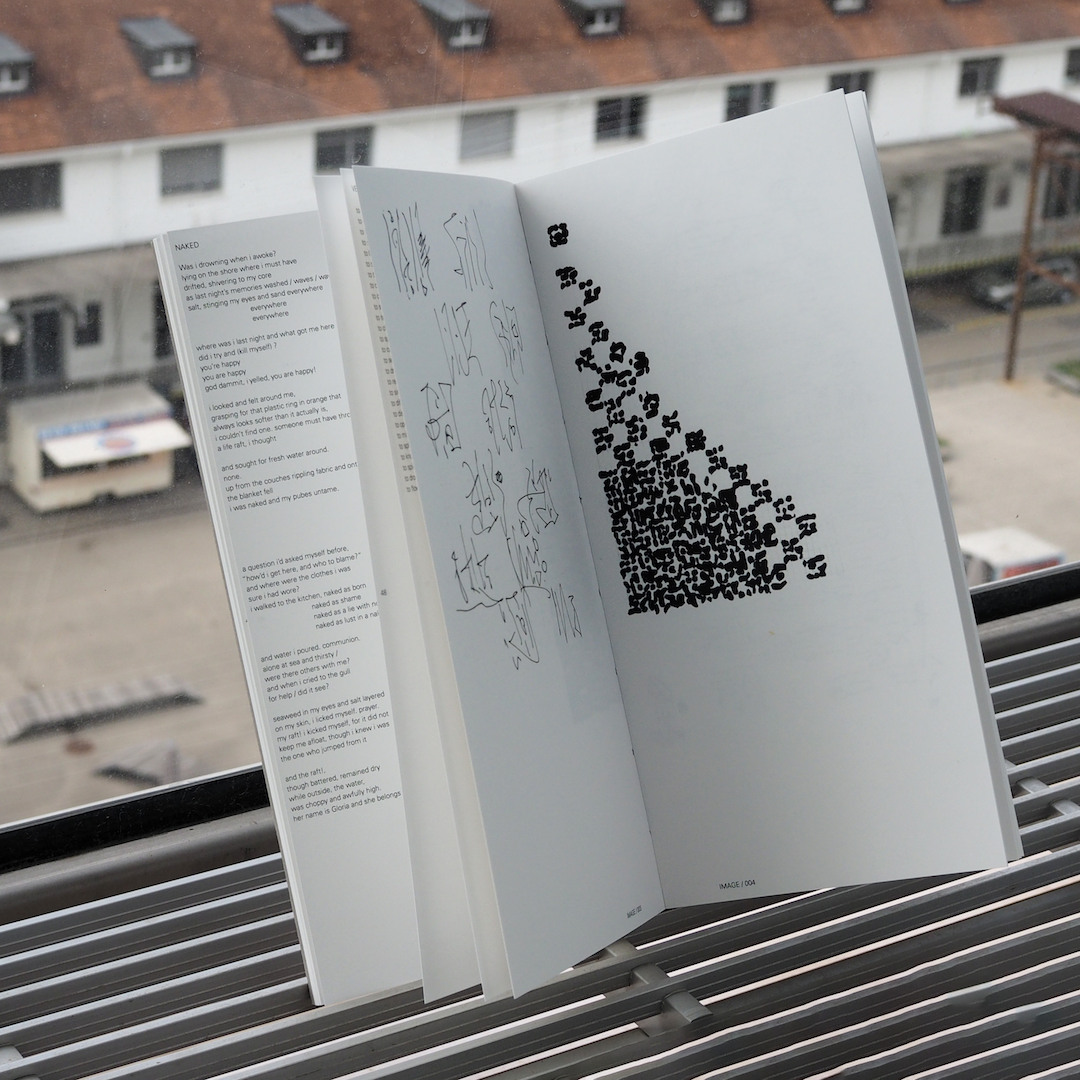 NAKED
Was i drowning when i awoke?
lying on the shore where i must have
drifted, shivering to my core
as last night's memories washed / waves / wa
salt, stinging my eyes and sand everywhere
everywhere
everywhere
where was i last night and what got me here
did i try and (kill myself) ?
you're happy
you are happy
god dammit, i yelled, you are happy!
i looked and felt around me,
grasping for that plastic ring in orange that
always looks softer than it actually is,
i couldn't find one, someone must have thro
a life raft, i thought
and sought for fresh water around.
none.
up from the couches rippling fabric and ont
the blanket fell
i was naked and my pubes untame.
a question i'd asked myself before,
"how'd i get here, and who to blame?"
and where were the clothes i was
sure i had wore?
i walked to the kitchen, naked as born
naked as shame
naked as a lie with n
naked as lust in a na
and water i poured. communion.
alone at sea and thirsty /
were there others with me?
and when i cried to the gull
for help / did it see?
seaweed in my eyes and salt layered
on my skin, i licked myself, prayer.
my raft! i kicked myself, for it did not
keep me afloat, though i knew i was
the one who jumped from it.
and the raft!,
though battered, remained dry
while outside, the water,
was choppy and awfully high.
her name is Gloria and she belongs
48
IMAGE / 004